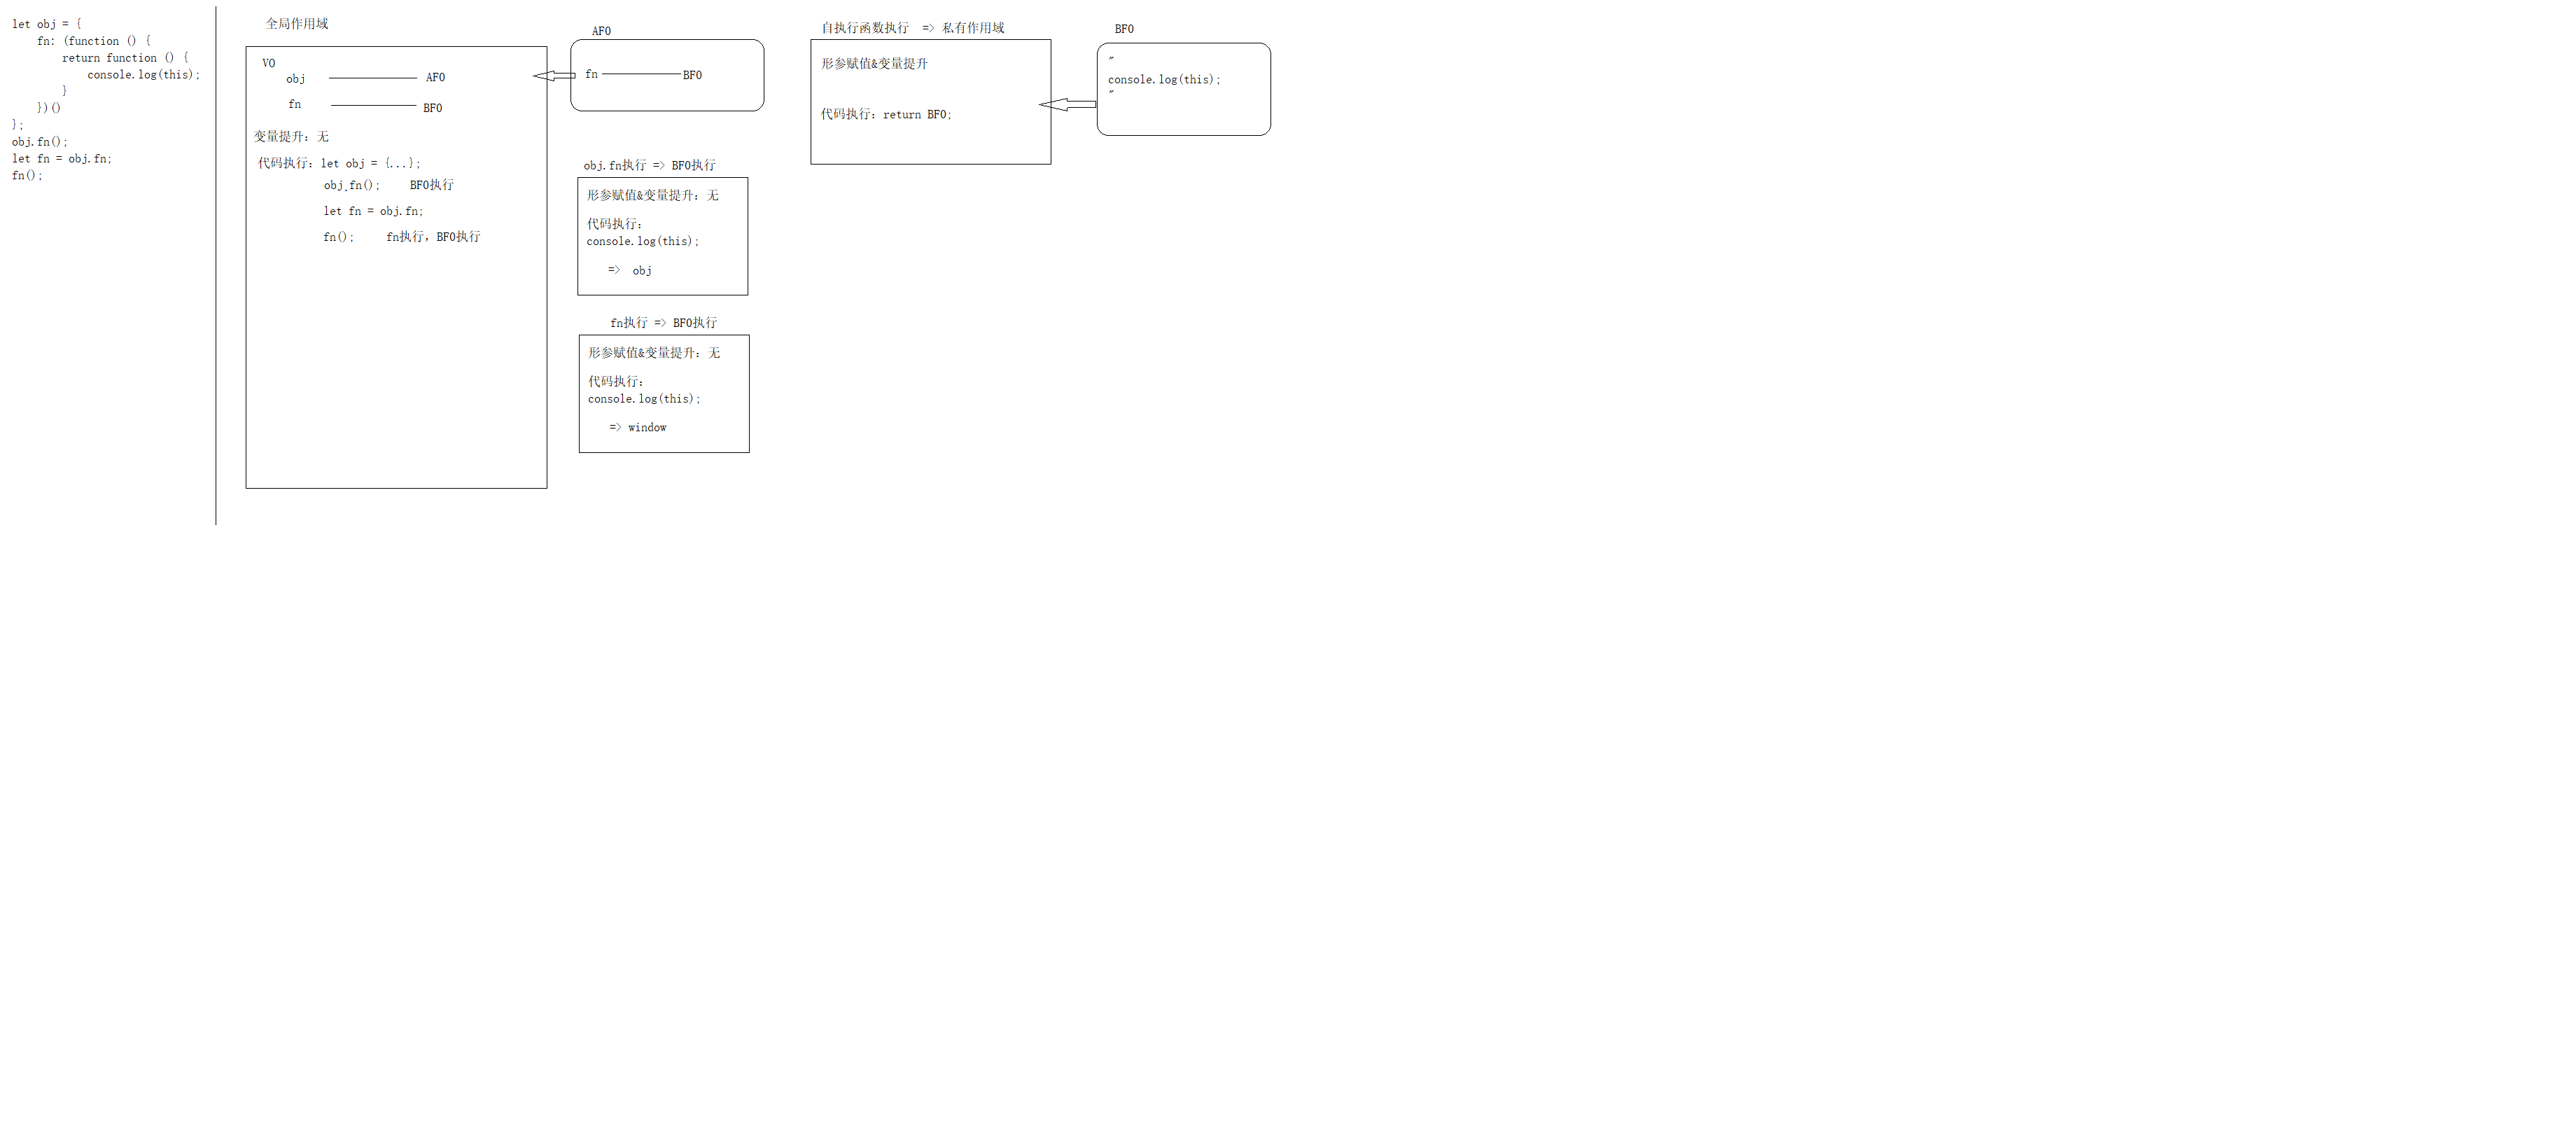 let obj = {
    fn: (function () {
        return function () {
            console.log(this);
        }
    })()
};
obj.fn();
let fn = obj.fn;
fn();
全局作用域
VO
obj AF0
fn BF0
变量提升：无
代码执行：let obj = {...};
obj.fn(); BF0执行
let fn = obj.fn;
fn(); fn执行，BF0执行
AF0
fn BF0
obj.fn执行 => BF0执行
形参赋值&变量提升：无
代码执行：
console.log(this);
=> obj
fn执行 => BF0执行
形参赋值&变量提升：无
代码执行：
console.log(this);
=> window
自执行函数执行 => 私有作用域
形参赋值&变量提升
代码执行：return BF0;
BF0
"
console.log(this);
"